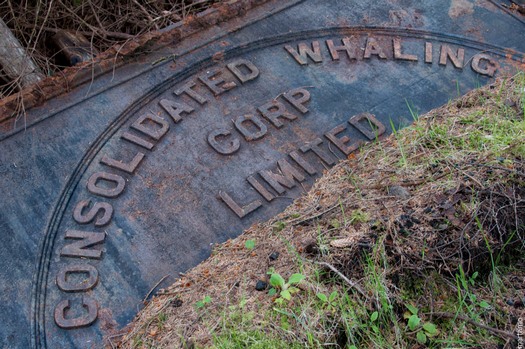 CONSOLIDATED WHALING
CORP
LIMITED